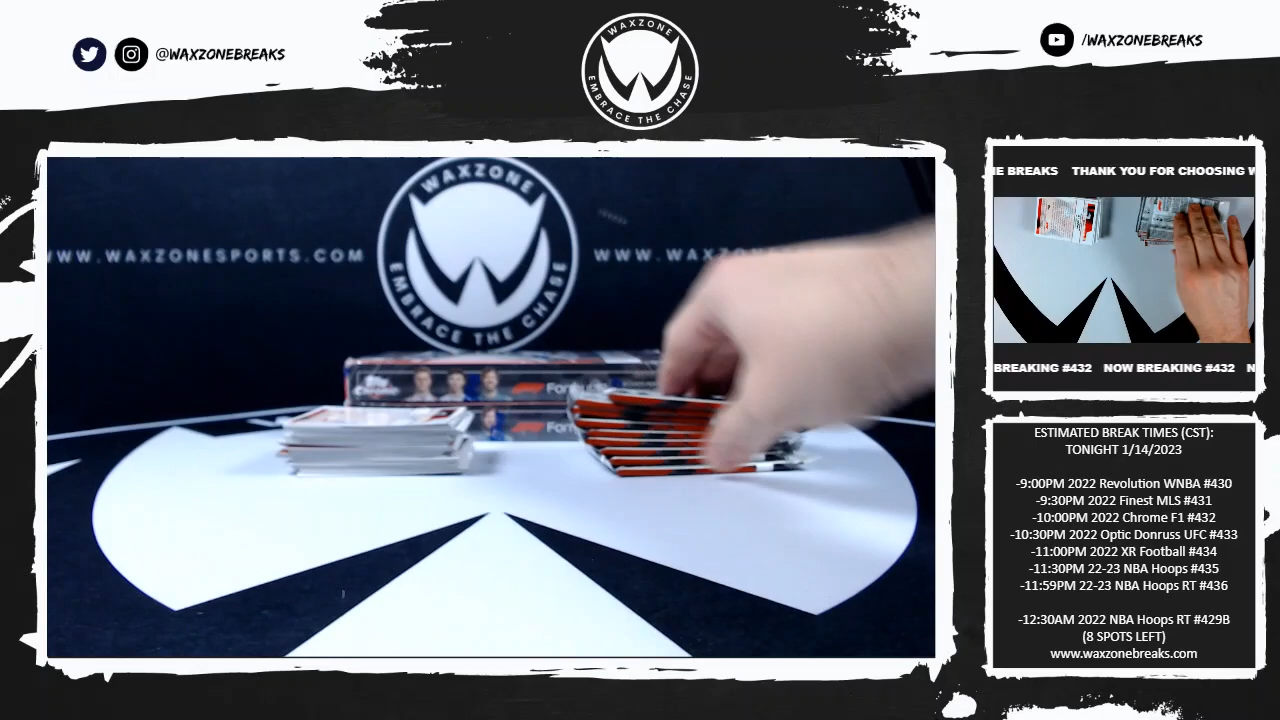 @WAXZONEBREAKS
WAXZONE
EMBRACE THE CHASE
/WAXZONEBREAKS
WAXZONE
WWW.WAXZONESPORTS.COM
WWW.
EMBRACE THE CHASE
BREAKS THANK YOU FOR CHOOSING
BREAKING #432 NOW BREAKING #432 N
ESTIMATED BREAK TIMES (CST):
TONIGHT 1/14/2023
-9:00PM 2022 Revolution WNBA #430
-9:30PM 2022 Finest MLS #431
-10:00PM 2022 Chrome F1 #432
-10:30PM 2022 Optic Donruss UFC #433
-11:00PM 2022 XR Football #434
-11:30PM 22-23 NBA Hoops #435
-11:59PM 22-23 NBA Hoops RT #436
-12:30AM 2022 NBA Hoops RT #429B
(8 SPOTS LEFT)
www.waxzonebreaks.com